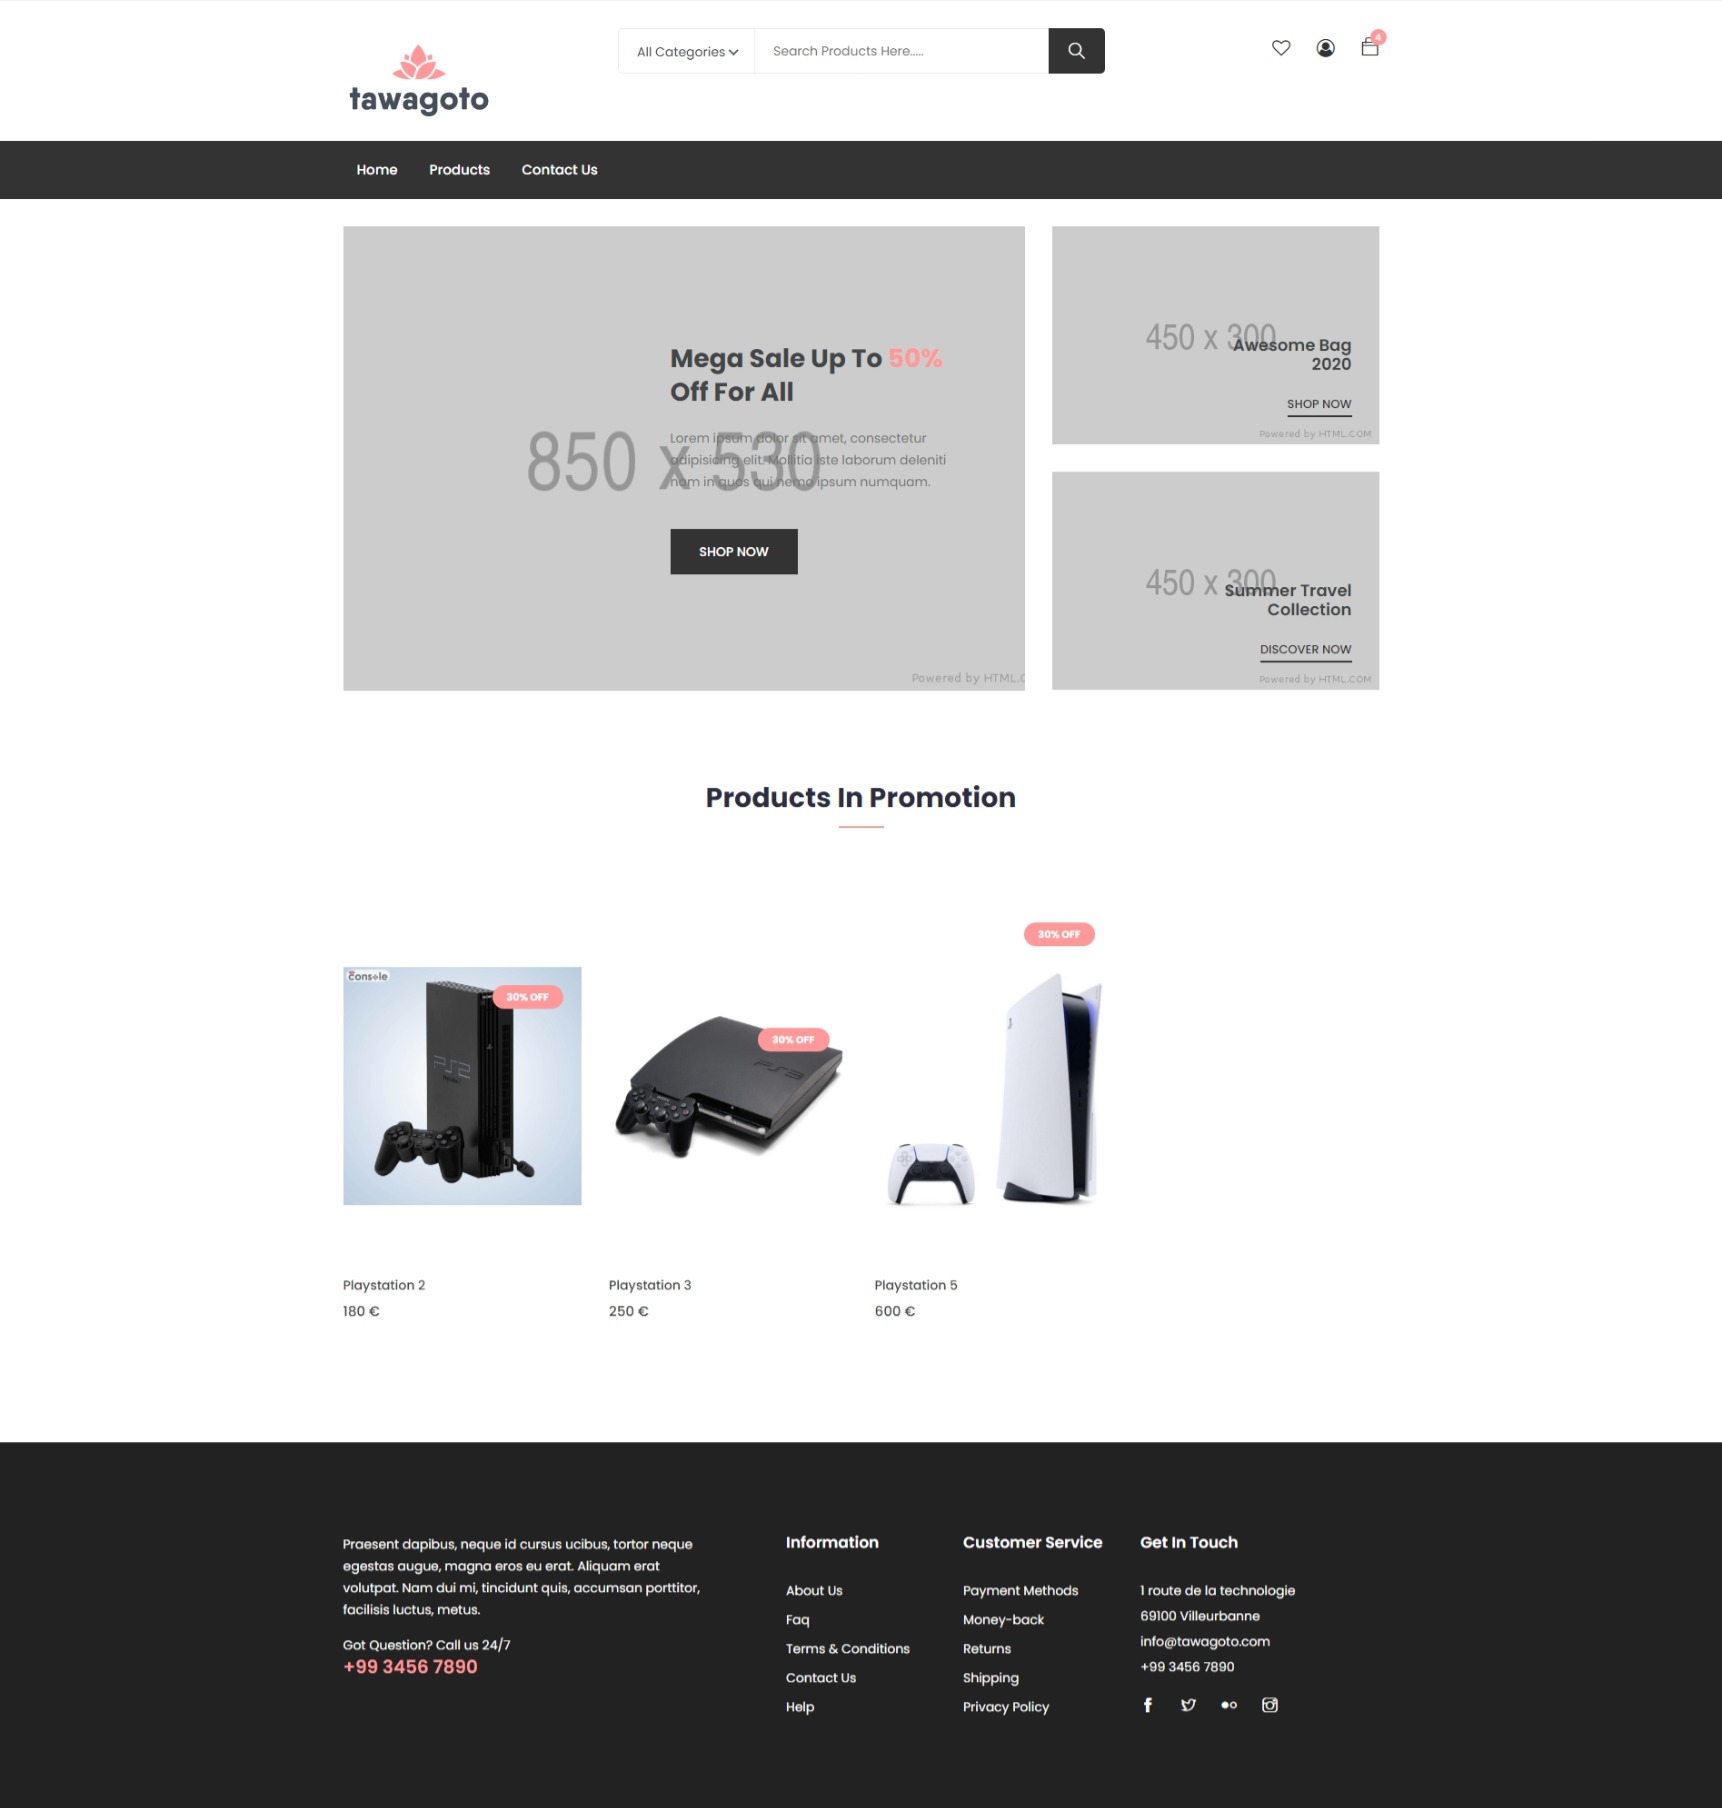 tawagoto
All Categories
Search Products Here.....
4
Home
Products
Contact Us
850 x 530
Mega Sale Up To 50%
Off For All
Lorem ipsum dolor sit amet, consectetur
adipisicing elit. Mollitia iste laborum deleniti
nam in quos qui nemo ipsum numquam.
SHOP NOW
Powered by HTML.C
450 x 300
Awesome Bag
2020
SHOP NOW
Powered by HTML.COM
450 x 300
Summer Travel
Collection
DISCOVER NOW
Powered by HTML.COM
Products In Promotion
console
30% OFF
PS2
30% OFF
PS3
30% OFF
Playstation 2
180 €
Playstation 3
250 €
Playstation 5
600 €
Praesent dapibus, neque id cursus ucibus, tortor neque
egestas augue, magna eros eu erat. Aliquam erat
volutpat. Nam dui mi, tincidunt quis, accumsan porttitor,
facilisis luctus, metus.
Got Question? Call us 24/7
+99 3456 7890
Information
About Us
Faq
Terms & Conditions
Contact Us
Help
Customer Service
Payment Methods
Money-back
Returns
Shipping
Privacy Policy
Get In Touch
1 route de la technologie
69100 Villeurbanne
info@tawagoto.com
+99 3456 7890